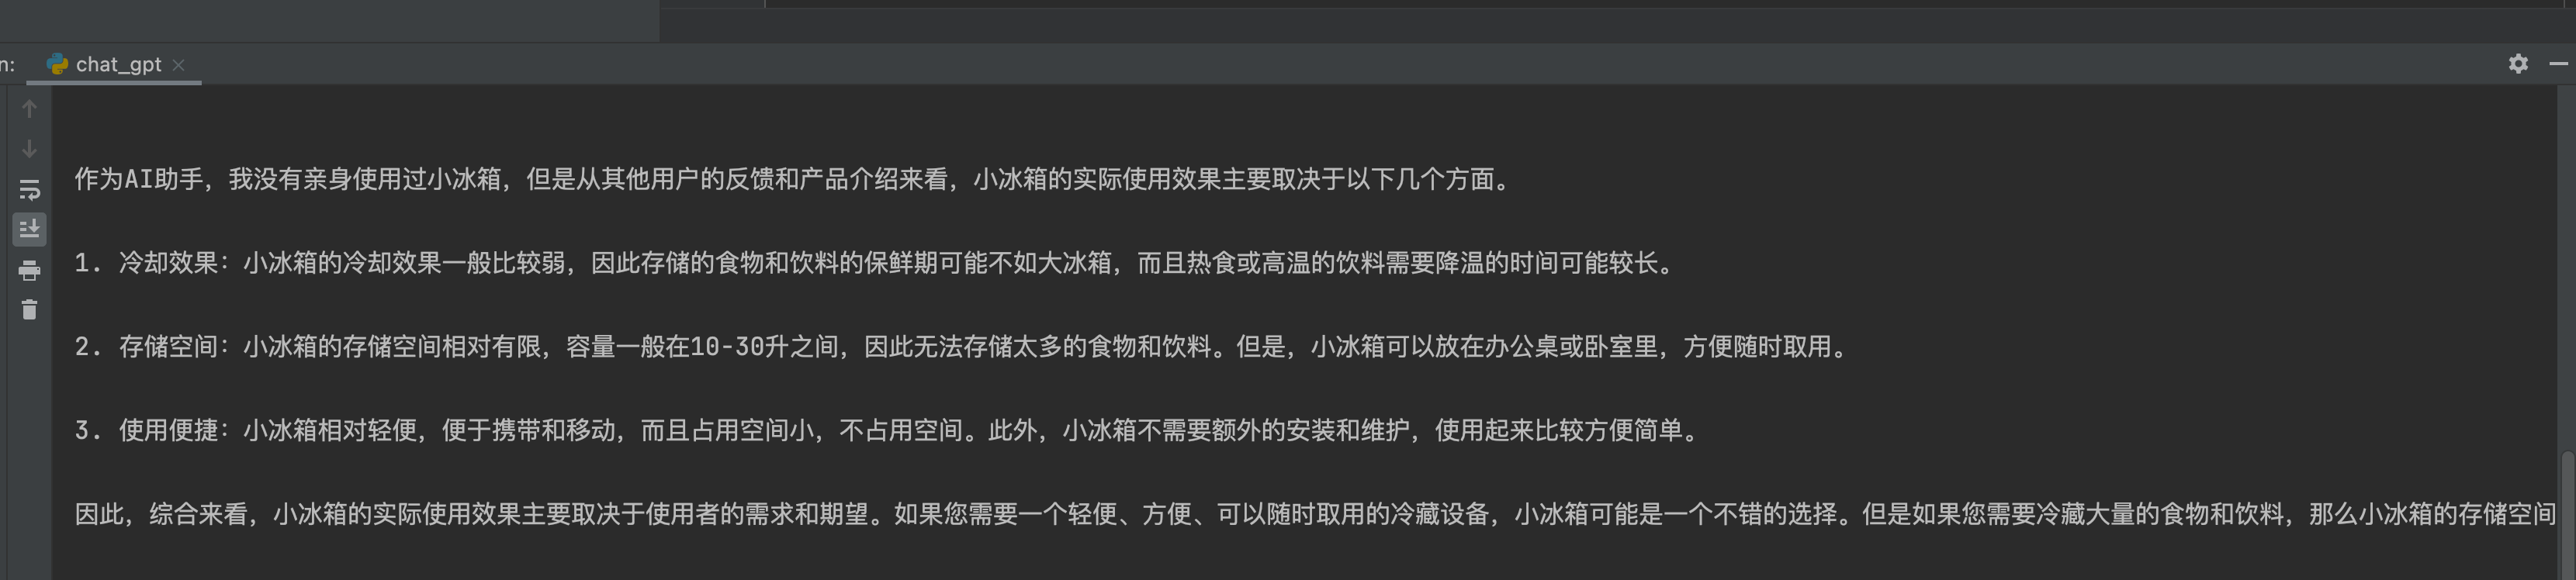 n:
chat_gpt
作为AI助手，我没有亲身使用过小冰箱，但是从其他用户的反馈和产品介绍来看，小冰箱的实际使用效果主要取决于以下几个方面。
1. 冷却效果：小冰箱的冷却效果一般比较弱，因此存储的食物和饮料的保鲜期可能不如大冰箱，而且热食或高温的饮料需要降温的时间可能较长。
2. 存储空间：小冰箱的存储空间相对有限，容量一般在10-30升之间，因此无法存储太多的食物和饮料。但是，小冰箱可以放在办公桌或卧室里，方便随时取用。
3. 使用便捷：小冰箱相对轻便，便于携带和移动，而且占用空间小，不占用空间。此外，小冰箱不需要额外的安装和维护，使用起来比较方便简单。
因此，综合来看，小冰箱的实际使用效果主要取决于使用者的需求和期望。如果您需要一个轻便、方便、可以随时取用的冷藏设备，小冰箱可能是一个不错的选择。但是如果您需要冷藏大量的食物和饮料，那么小冰箱的存储空间